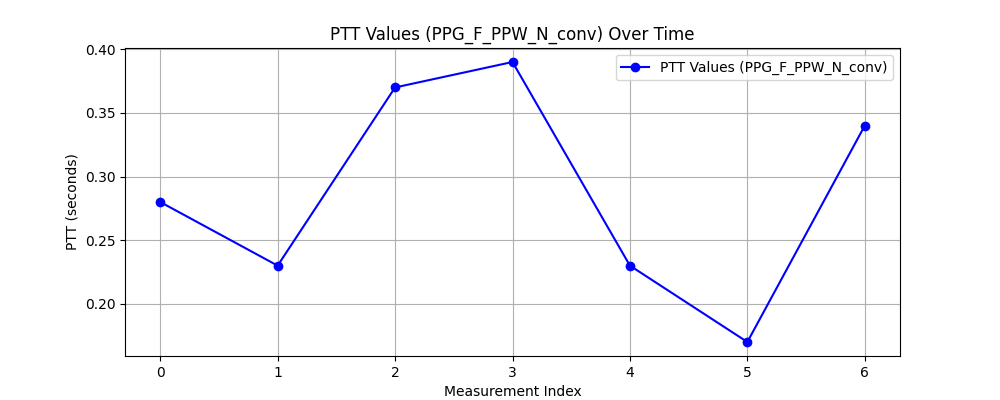 PTT Values (PPG_F_PPW_N_conv) Over Time
PTT Values (PPG_F_PPW_N_conv)
0.40
0.35
0.30
0.25
0.20
PTT (seconds)
0 1 2 3 4 5 6
Measurement Index